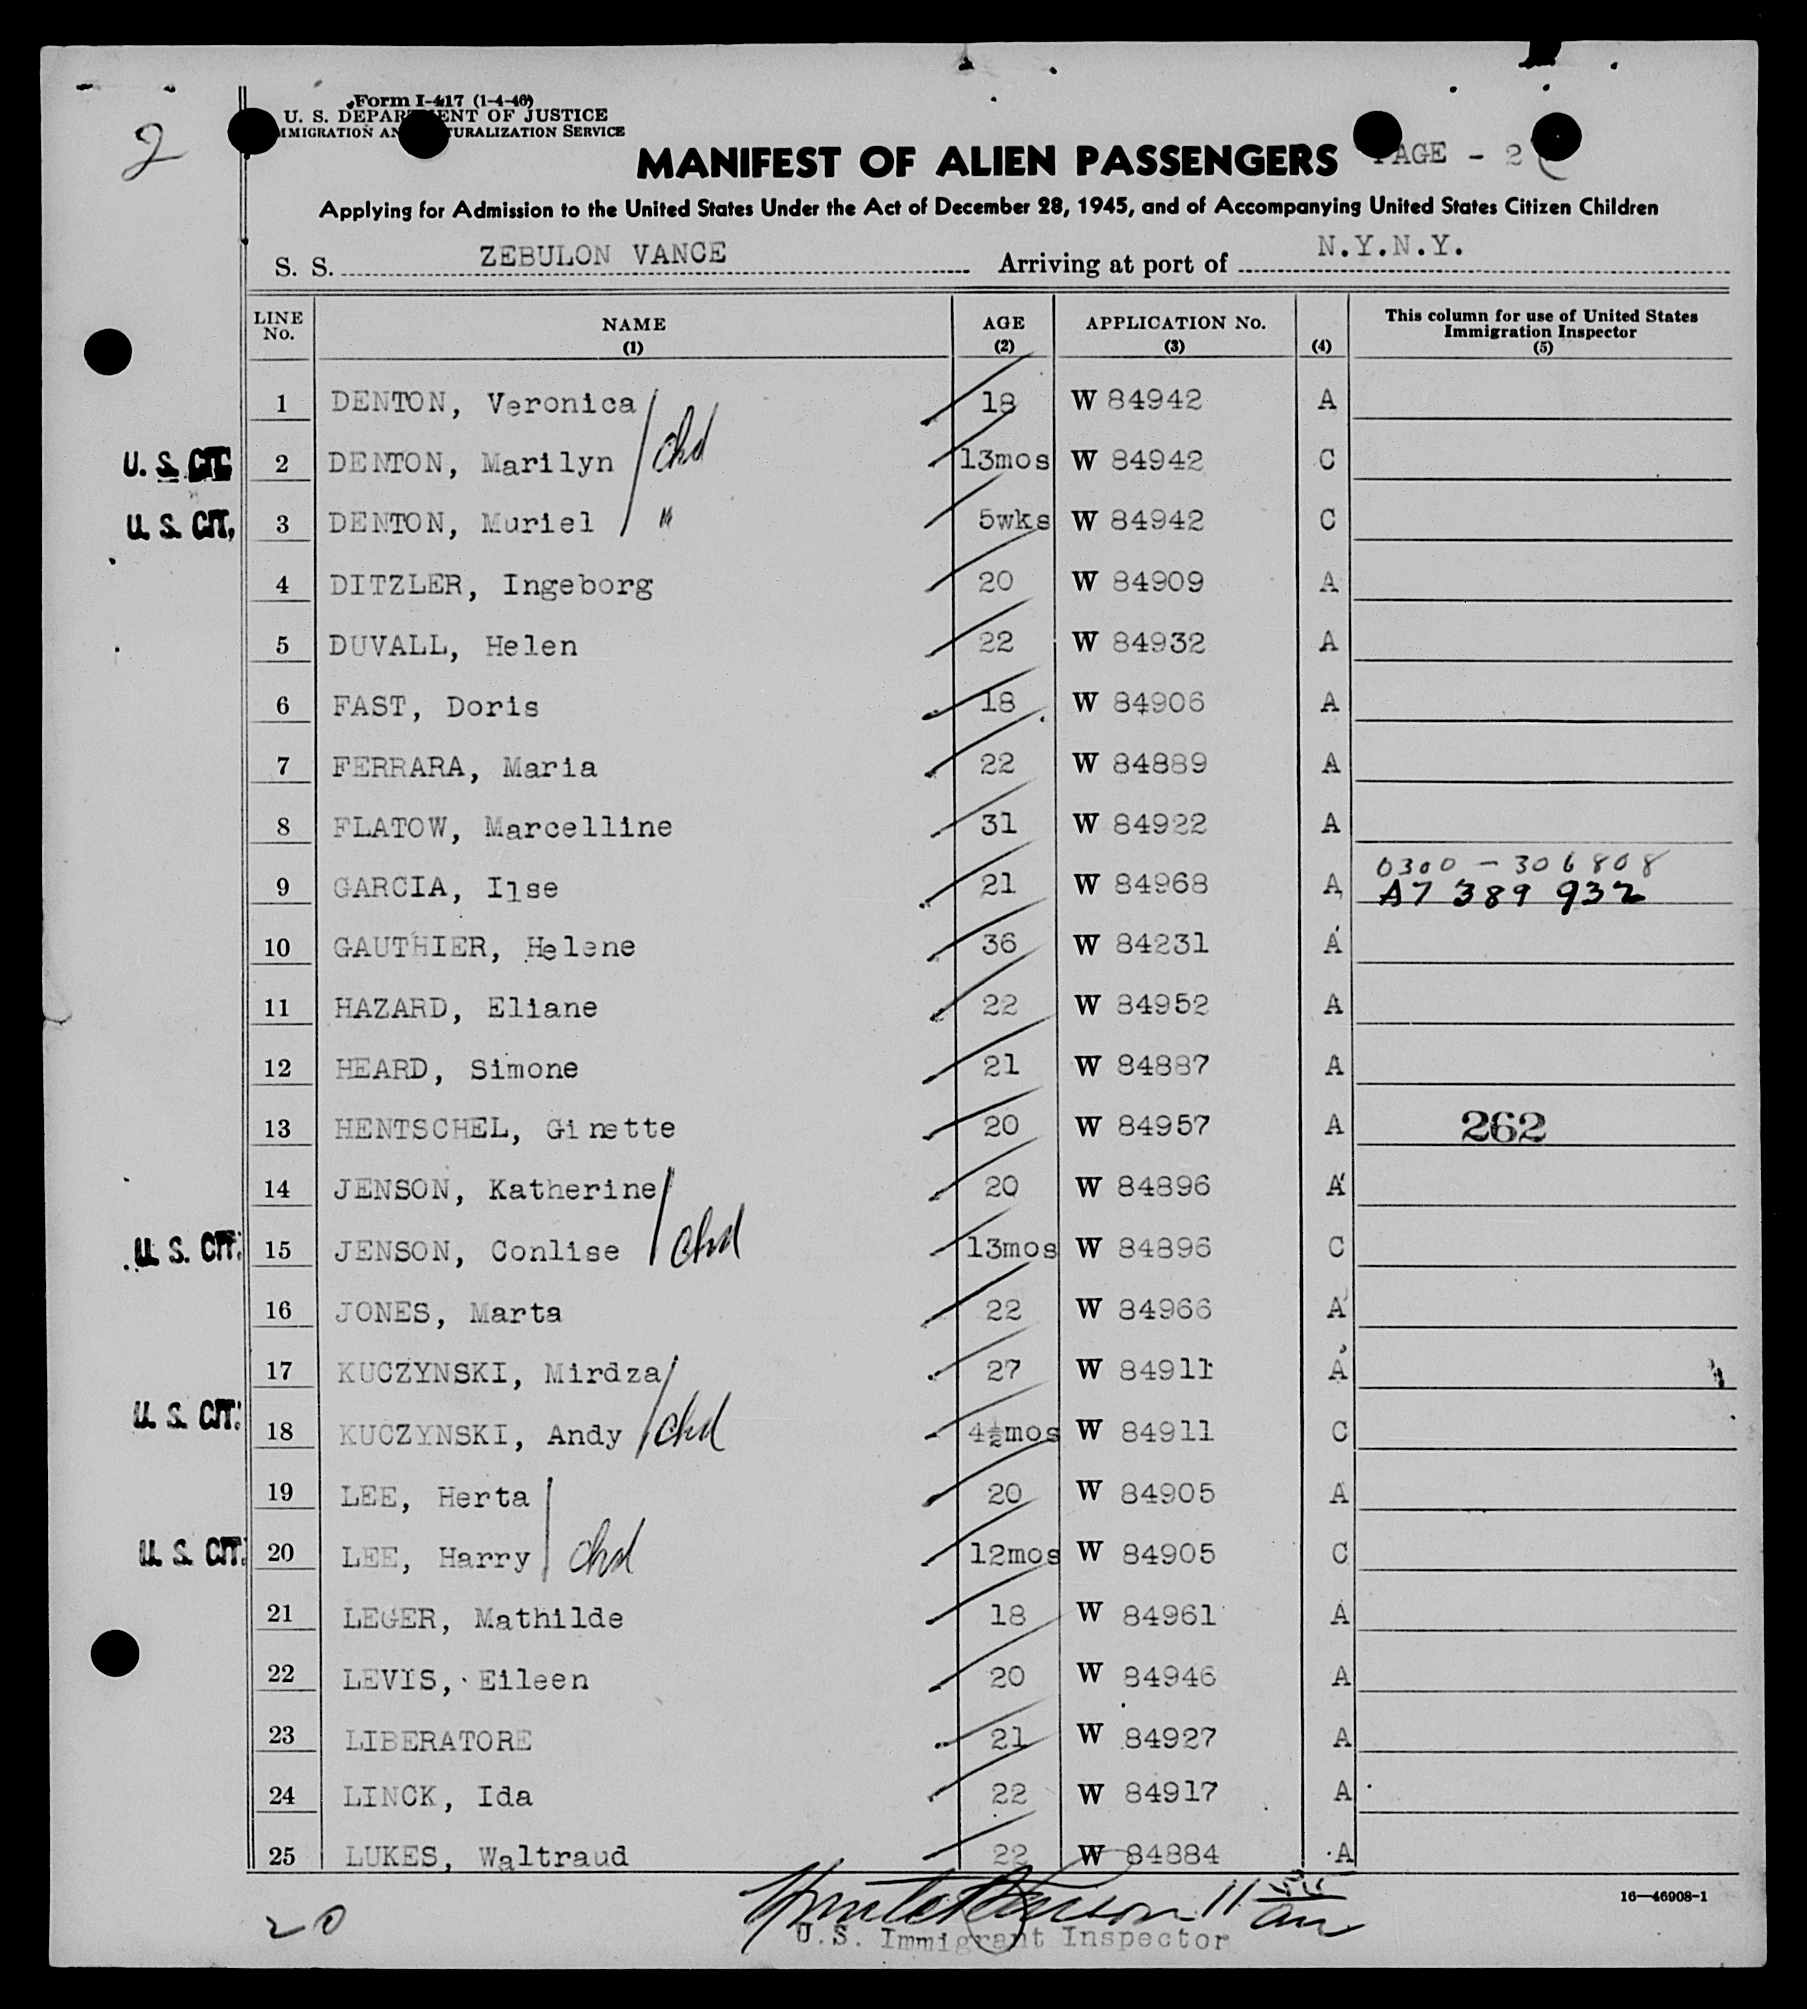 Form I-417 (1-4-46)
U. S. DEPARTMENT OF JUSTICE
IMMIGRATION AND NATURALIZATION SERVICE
2
MANIFEST OF ALIEN PASSENGERS PAGE - 2
Applying for Admission to the United States Under the Act of December 28, 1945, and of Accompanying United States Citizen Children
S. S. ZEBULON VANCE Arriving at port of N.Y.N.Y.
LINE No. NAME (1) AGE (2) APPLICATION No. (3) (4) This column for use of United States Immigration Inspector (5)
1 DENTON, Veronica 18 W 84942 A
U. S. CIT. 2 DENTON, Marilyn chd 13mos W 84942 C
U. S. CIT. 3 DENTON, Muriel " 5wks W 84942 C
4 DITZLER, Ingeborg 20 W 84909 A
5 DUVALL, Helen 22 W 84932 A
6 FAST, Doris 18 W 84906 A
7 FERRARA, Maria 22 W 84889 A
8 FLATOW, Marcelline 31 W 84922 A
0300 - 306808
9 GARCIA, Ilse 21 W 84968 A A7 389 932
10 GAUTHIER, Helene 36 W 84231 A
11 HAZARD, Eliane 22 W 84952 A
12 HEARD, Simone 21 W 84887 A
13 HENTSCHEL, Ginette 20 W 84957 A 262
14 JENSON, Katherine 20 W 84896 A
U. S. CIT. 15 JENSON, Conlise chd 13mos W 84896 C
16 JONES, Marta 22 W 84966 A
17 KUCZYNSKI, Mirdza 27 W 84911 A
U. S. CIT. 18 KUCZYNSKI, Andy chd 4½mos W 84911 C
19 LEE, Herta 20 W 84905 A
U. S. CIT. 20 LEE, Harry chd 12mos W 84905 C
21 LEGER, Mathilde 18 W 84961 A
22 LEVIS, Eileen 20 W 84946 A
23 LIBERATORE 21 W 84927 A
24 LINCK, Ida 22 W 84917 A
25 LUKES, Waltraud 22 W 84884 A
16—46908-1
20
U.S. Immigrant Inspector